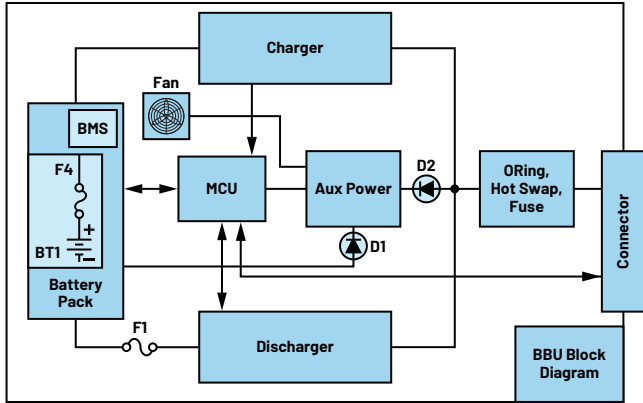 Charger
Fan
BMS
F4
MCU
Aux Power
D2
ORing,
Hot Swap,
Fuse
Connector
+
BT1
–
D1
Battery
Pack
F1
Discharger
BBU Block
Diagram